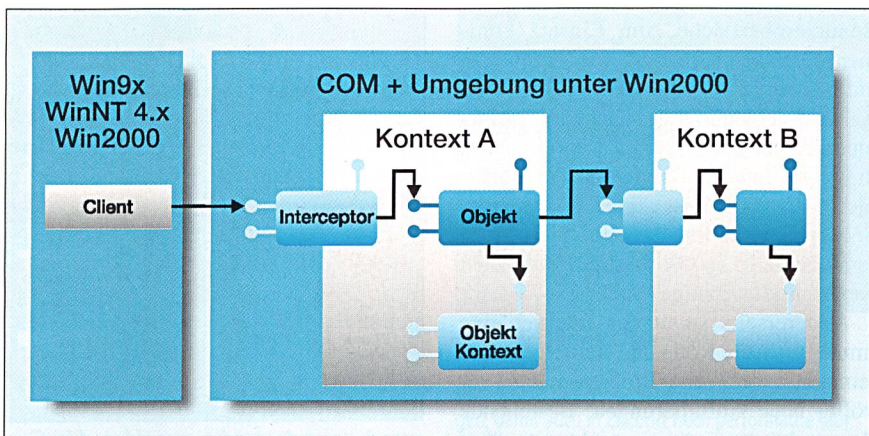 Win9x
WinNT 4.x
Win2000
Client
COM + Umgebung unter Win2000
Kontext A
Interceptor
Objekt
Objekt
Kontext
Kontext B